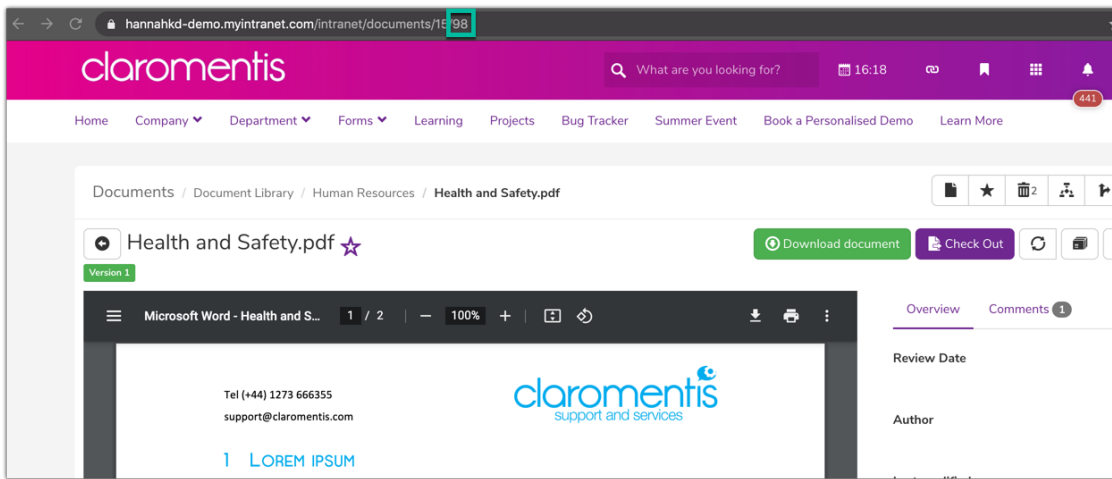 hannahkd-demo.myintranet.com/intranet/documents/15/98
claromentis
What are you looking for?
16:18
441
Home Company Department Forms Learning Projects Bug Tracker Summer Event Book a Personalised Demo Learn More
Documents / Document Library / Human Resources / Health and Safety.pdf
2
Health and Safety.pdf
Download document
Check Out
Version 1
Microsoft Word - Health and S... 1 / 2 | — 100% + |
Overview
Comments 1
Review Date
Tel (+44) 1273 666355
support@claromentis.com
claromentis
support and services
Author
1 LOREM IPSUM